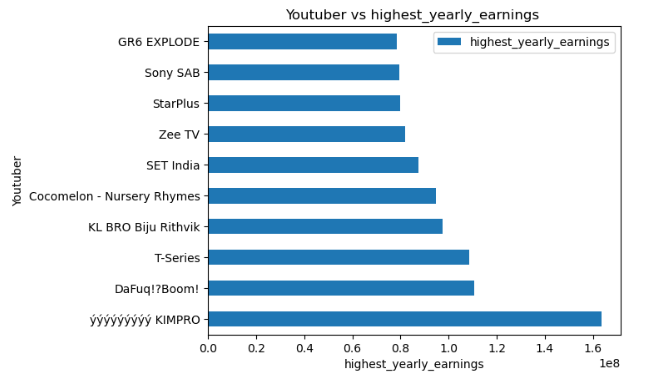 Youtuber vs highest_yearly_earnings
highest_yearly_earnings
GR6 EXPLODE
Sony SAB
StarPlus
Zee TV
SET India
Cocomelon - Nursery Rhymes
KL BRO Biju Rithvik
T-Series
DaFuq!?Boom!
ýýýýýýýýý KIMPRO
Youtuber
0.0 0.2 0.4 0.6 0.8 1.0 1.2 1.4 1.6
1e8
highest_yearly_earnings